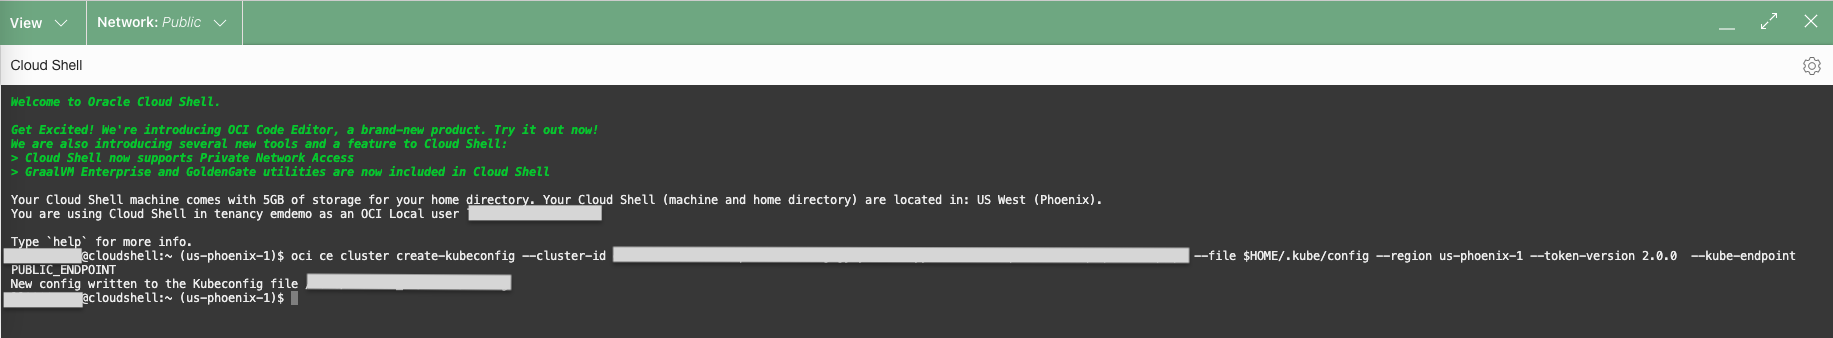 View Network: Public
Cloud Shell
Welcome to Oracle Cloud Shell.
Get Excited! We're introducing OCI Code Editor, a brand-new product. Try it out now!
We are also introducing several new tools and a feature to Cloud Shell:
> Cloud Shell now supports Private Network Access
> GraalVM Enterprise and GoldenGate utilities are now included in Cloud Shell
Your Cloud Shell machine comes with 5GB of storage for your home directory. Your Cloud Shell (machine and home directory) are located in: US West (Phoenix).
You are using Cloud Shell in tenancy emdemo as an OCI Local user
Type `help` for more info.
@cloudshell:~ (us-phoenix-1)$ oci ce cluster create-kubeconfig --cluster-id --file $HOME/.kube/config --region us-phoenix-1 --token-version 2.0.0  --kube-endpoint
PUBLIC_ENDPOINT
New config written to the Kubeconfig file
@cloudshell:~ (us-phoenix-1)$